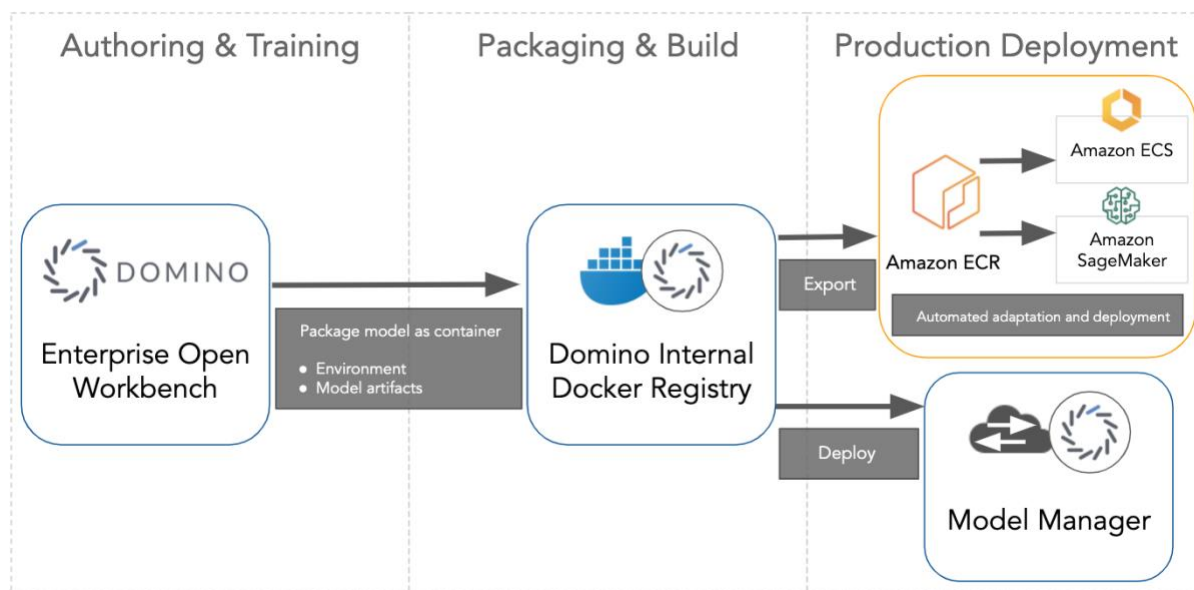 Authoring & Training
Packaging & Build
Production Deployment
DOMINO
Enterprise Open
Workbench
Package model as container
● Environment
● Model artifacts
Domino Internal
Docker Registry
Export
Deploy
Amazon ECR
Amazon ECS
Amazon
SageMaker
Automated adaptation and deployment
Model Manager